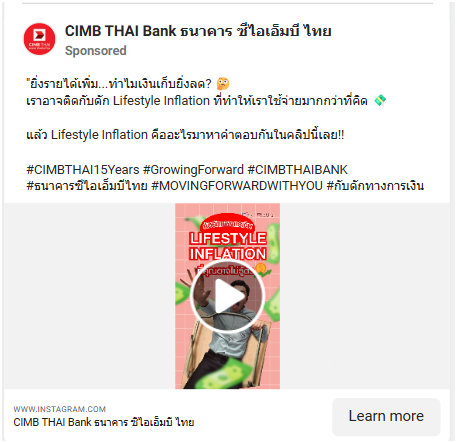 CIMB THAI Bank ธนาคาร ซีไอเอ็มบี ไทย
Sponsored
"ยิ่งรายได้เพิ่ม...ทำไมเงินเก็บยิ่งลด? 🤔
เราอาจติดกับดัก Lifestyle Inflation ที่ทำให้เราใช้จ่ายมากกว่าที่คิด 💸
แล้ว Lifestyle Inflation คืออะไรมาหาคำตอบกันในคลิปนี้เลย!!
#CIMBTHAI15Years #GrowingForward #CIMBTHAIBANK
#ธนาคารซีไอเอ็มบีไทย #MOVINGFORWARDWITHYOU #กับดักทางการเงิน
LIFESTYLE
INFLATION
WWW.INSTAGRAM.COM
CIMB THAI Bank ธนาคาร ซีไอเอ็มบี ไทย
Learn more